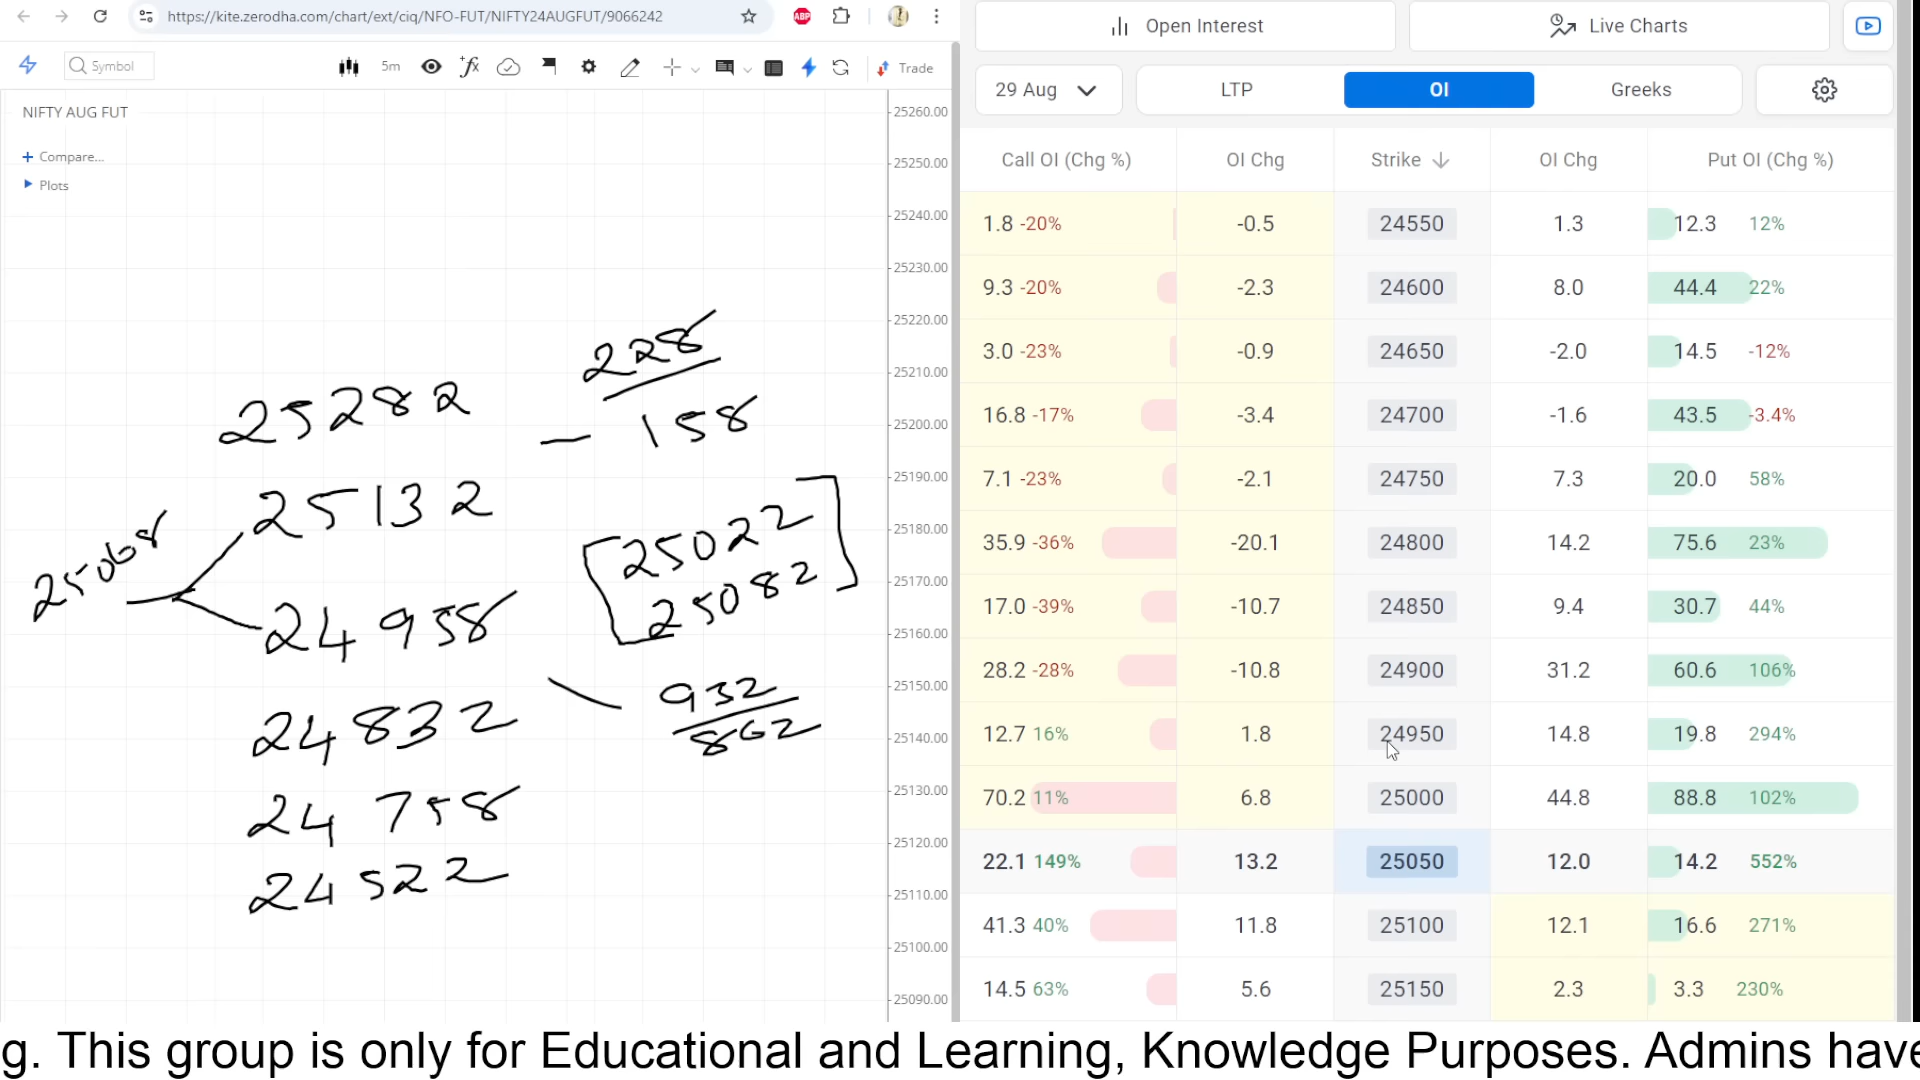 https://kite.zerodha.com/chart/ext/ciq/NFO-FUT/NIFTY24AUGFUT/9066242
ABP
Symbol
5m
Trade
NIFTY AUG FUT
Compare...
Plots
25260.00
25250.00
25240.00
25230.00
25220.00
25210.00
25200.00
25190.00
25180.00
25170.00
25160.00
25150.00
25140.00
25130.00
25120.00
25110.00
25100.00
25090.00
25282
228
- 158
25132
25068
25022
25082
24958
24832
932
862
24758
24522
Open Interest
Live Charts
29 Aug
LTP
OI
Greeks
Call OI (Chg %) OI Chg Strike OI Chg Put OI (Chg %)
1.8 -20% -0.5 24550 1.3 12.3 12%
9.3 -20% -2.3 24600 8.0 44.4 22%
3.0 -23% -0.9 24650 -2.0 14.5 -12%
16.8 -17% -3.4 24700 -1.6 43.5 -3.4%
7.1 -23% -2.1 24750 7.3 20.0 58%
35.9 -36% -20.1 24800 14.2 75.6 23%
17.0 -39% -10.7 24850 9.4 30.7 44%
28.2 -28% -10.8 24900 31.2 60.6 106%
12.7 16% 1.8 24950 14.8 19.8 294%
70.2 11% 6.8 25000 44.8 88.8 102%
22.1 149% 13.2 25050 12.0 14.2 552%
41.3 40% 11.8 25100 12.1 16.6 271%
14.5 63% 5.6 25150 2.3 3.3 230%
g. This group is only for Educational and Learning, Knowledge Purposes. Admins have